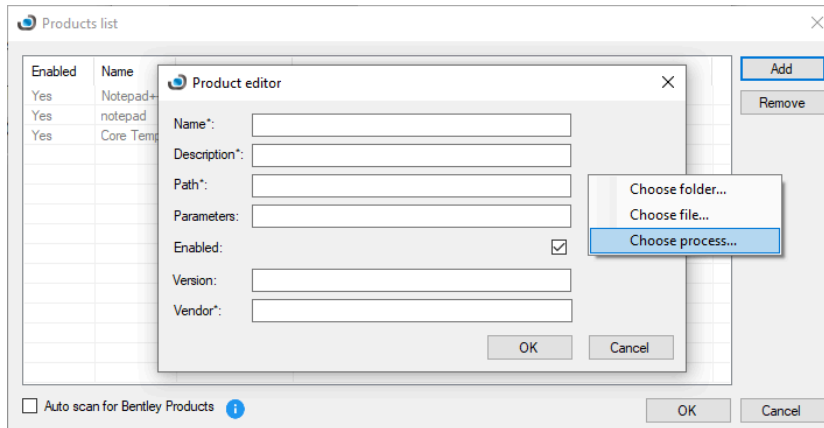 Products list
Enabled Name
Add
Yes Notepad+
Remove
Yes notepad
Yes Core Temp
Product editor
Name*:
Description*:
Path*:
Parameters:
Enabled:
Version:
Vendor*:
Choose folder...
Choose file...
Choose process...
OK Cancel
Auto scan for Bentley Products
OK Cancel